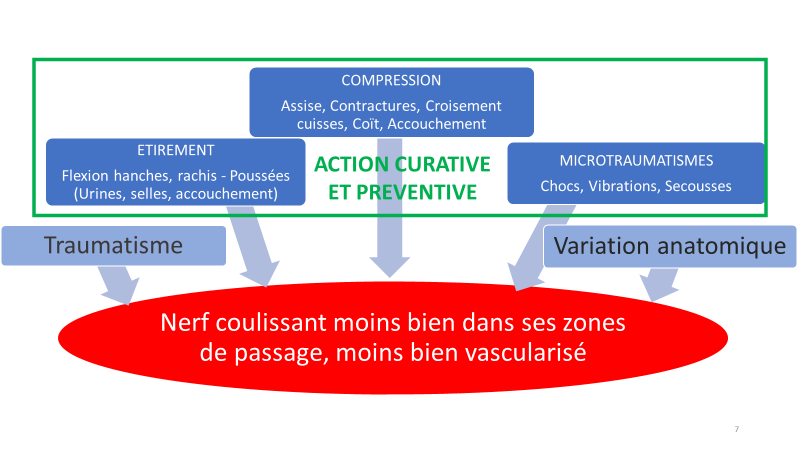 COMPRESSION
Assise, Contractures, Croisement
cuisses, Coït, Accouchement
ETIREMENT
Flexion hanches, rachis - Poussées
(Urines, selles, accouchement)
ACTION CURATIVE
ET PREVENTIVE
MICROTRAUMATISMES
Chocs, Vibrations, Secousses
Traumatisme
Variation anatomique
Nerf coulissant moins bien dans ses zones
de passage, moins bien vascularisé
7